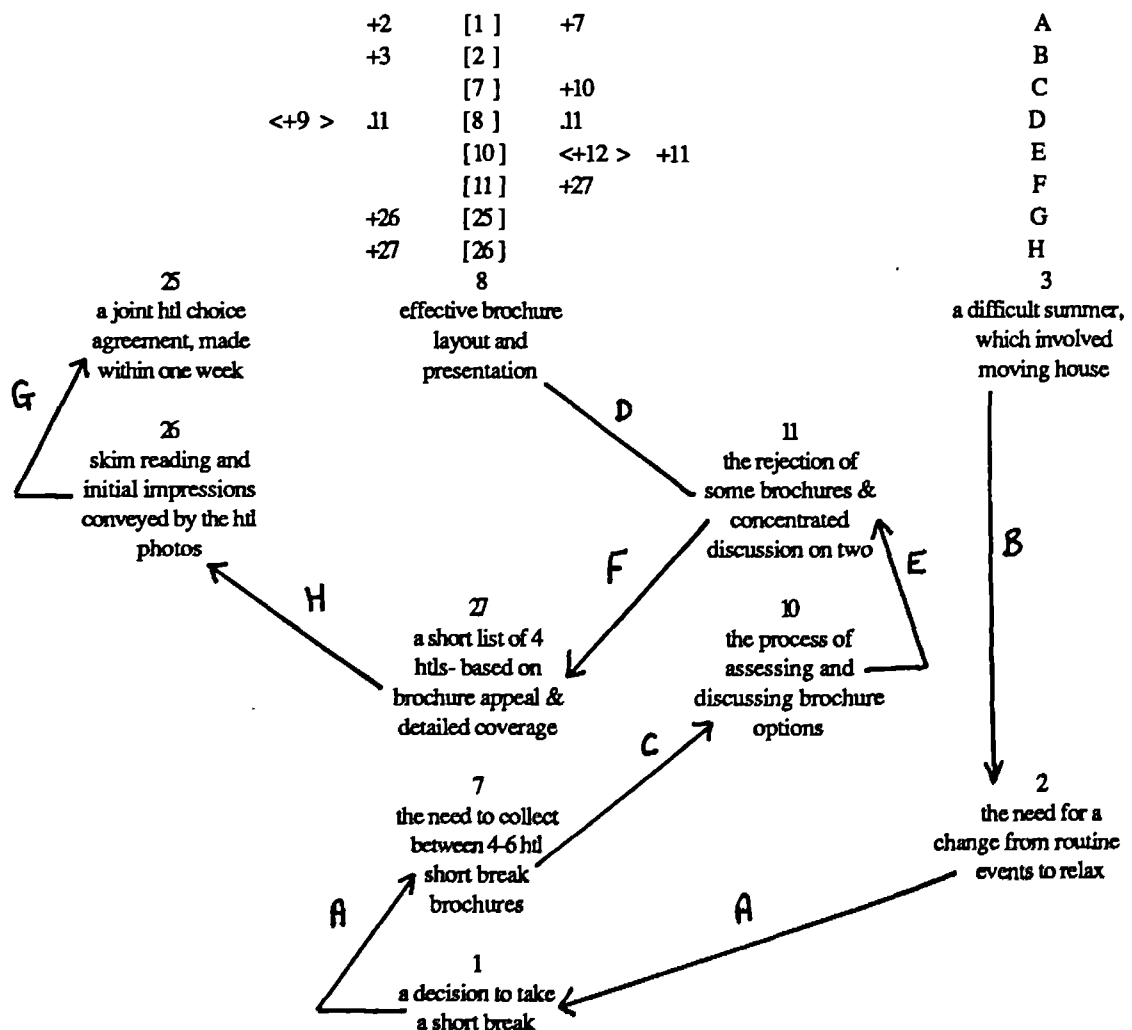 +2 [1 ] +7 A
+3 [2 ] B
[7 ] +10 C
<+9 > .11 [8 ] .11 D
[10] <+12 > +11 E
[11 ] +27 F
+26 [25 ] G
+27 [26 ] H
25
a joint htl choice
agreement, made
within one week
8
effective brochure
layout and
presentation
3
a difficult summer,
which involved
moving house
G
D
26
skim reading and
initial impressions
conveyed by the htl
photos
11
the rejection of
some brochures &
concentrated
discussion on two
B
F
E
H
27
a short list of 4
htls- based on
brochure appeal &
detailed coverage
10
the process of
assessing and
discussing brochure
options
C
7
the need to collect
between 4-6 htl
short break
brochures
2
the need for a
change from routine
events to relax
A
A
1
a decision to take
a short break